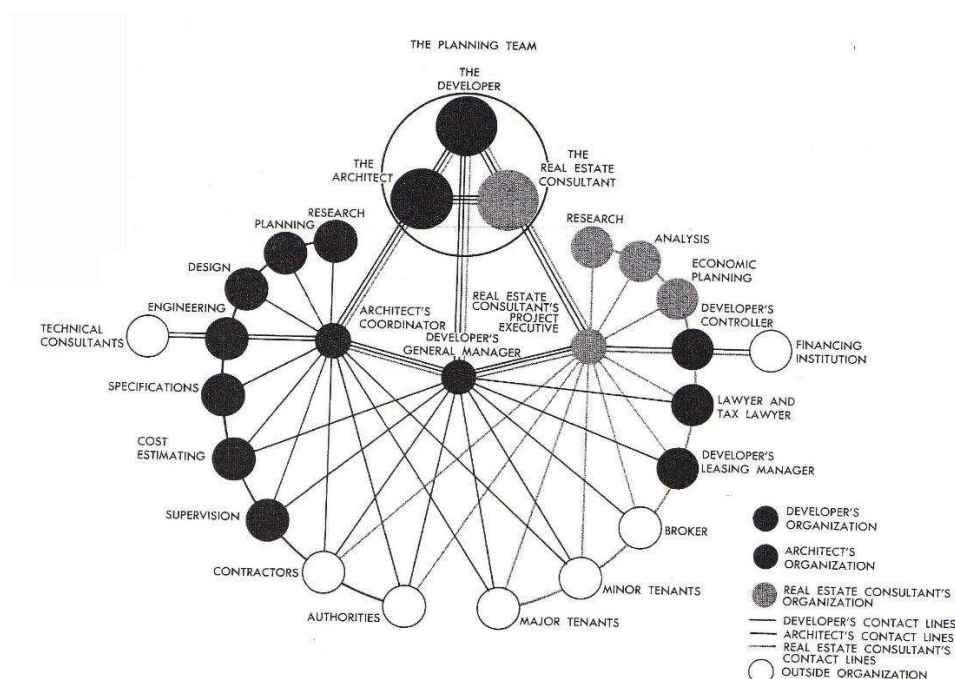 THE PLANNING TEAM
THE
DEVELOPER
THE
ARCHITECT
THE
REAL ESTATE
CONSULTANT
RESEARCH
PLANNING
DESIGN
ENGINEERING
TECHNICAL
CONSULTANTS
SPECIFICATIONS
COST
ESTIMATING
SUPERVISION
CONTRACTORS
AUTHORITIES
ARCHITECT'S
COORDINATOR
DEVELOPER'S
GENERAL MANAGER
REAL ESTATE
CONSULTANT'S
PROJECT
EXECUTIVE
RESEARCH
ANALYSIS
ECONOMIC
PLANNING
DEVELOPER'S
CONTROLLER
FINANCING
INSTITUTION
LAWYER AND
TAX LAWYER
DEVELOPER'S
LEASING MANAGER
BROKER
MINOR TENANTS
MAJOR TENANTS
DEVELOPER'S
ORGANIZATION
ARCHITECT'S
ORGANIZATION
REAL ESTATE CONSULTANT'S
ORGANIZATION
DEVELOPER'S CONTACT LINES
ARCHITECT'S CONTACT LINES
REAL ESTATE CONSULTANT'S
CONTACT LINES
OUTSIDE ORGANIZATION